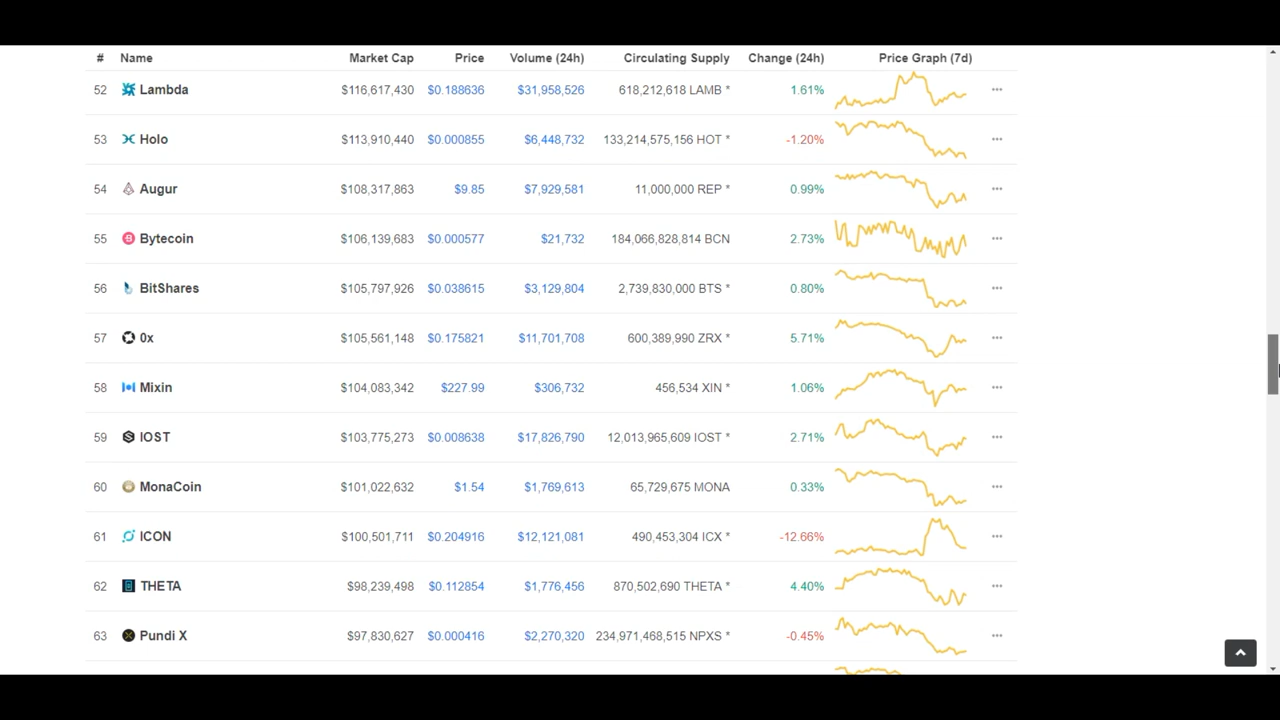 # Name Market Cap Price Volume (24h) Circulating Supply Change (24h) Price Graph (7d)
52 Lambda $116,617,430 $0.188636 $31,958,526 618,212,618 LAMB * 1.61%
53 Holo $113,910,440 $0.000855 $6,448,732 133,214,575,156 HOT * -1.20%
54 Augur $108,317,863 $9.85 $7,929,581 11,000,000 REP * 0.99%
55 Bytecoin $106,139,683 $0.000577 $21,732 184,066,828,814 BCN 2.73%
56 BitShares $105,797,926 $0.038615 $3,129,804 2,739,830,000 BTS * 0.80%
57 0x $105,561,148 $0.175821 $11,701,708 600,389,990 ZRX * 5.71%
58 Mixin $104,083,342 $227.99 $306,732 456,534 XIN * 1.06%
59 IOST $103,775,273 $0.008638 $17,826,790 12,013,965,609 IOST * 2.71%
60 MonaCoin $101,022,632 $1.54 $1,769,613 65,729,675 MONA 0.33%
61 ICON $100,501,711 $0.204916 $12,121,081 490,453,304 ICX * -12.66%
62 THETA $98,239,498 $0.112854 $1,776,456 870,502,690 THETA * 4.40%
63 Pundi X $97,830,627 $0.000416 $2,270,320 234,971,468,515 NPXS * -0.45%